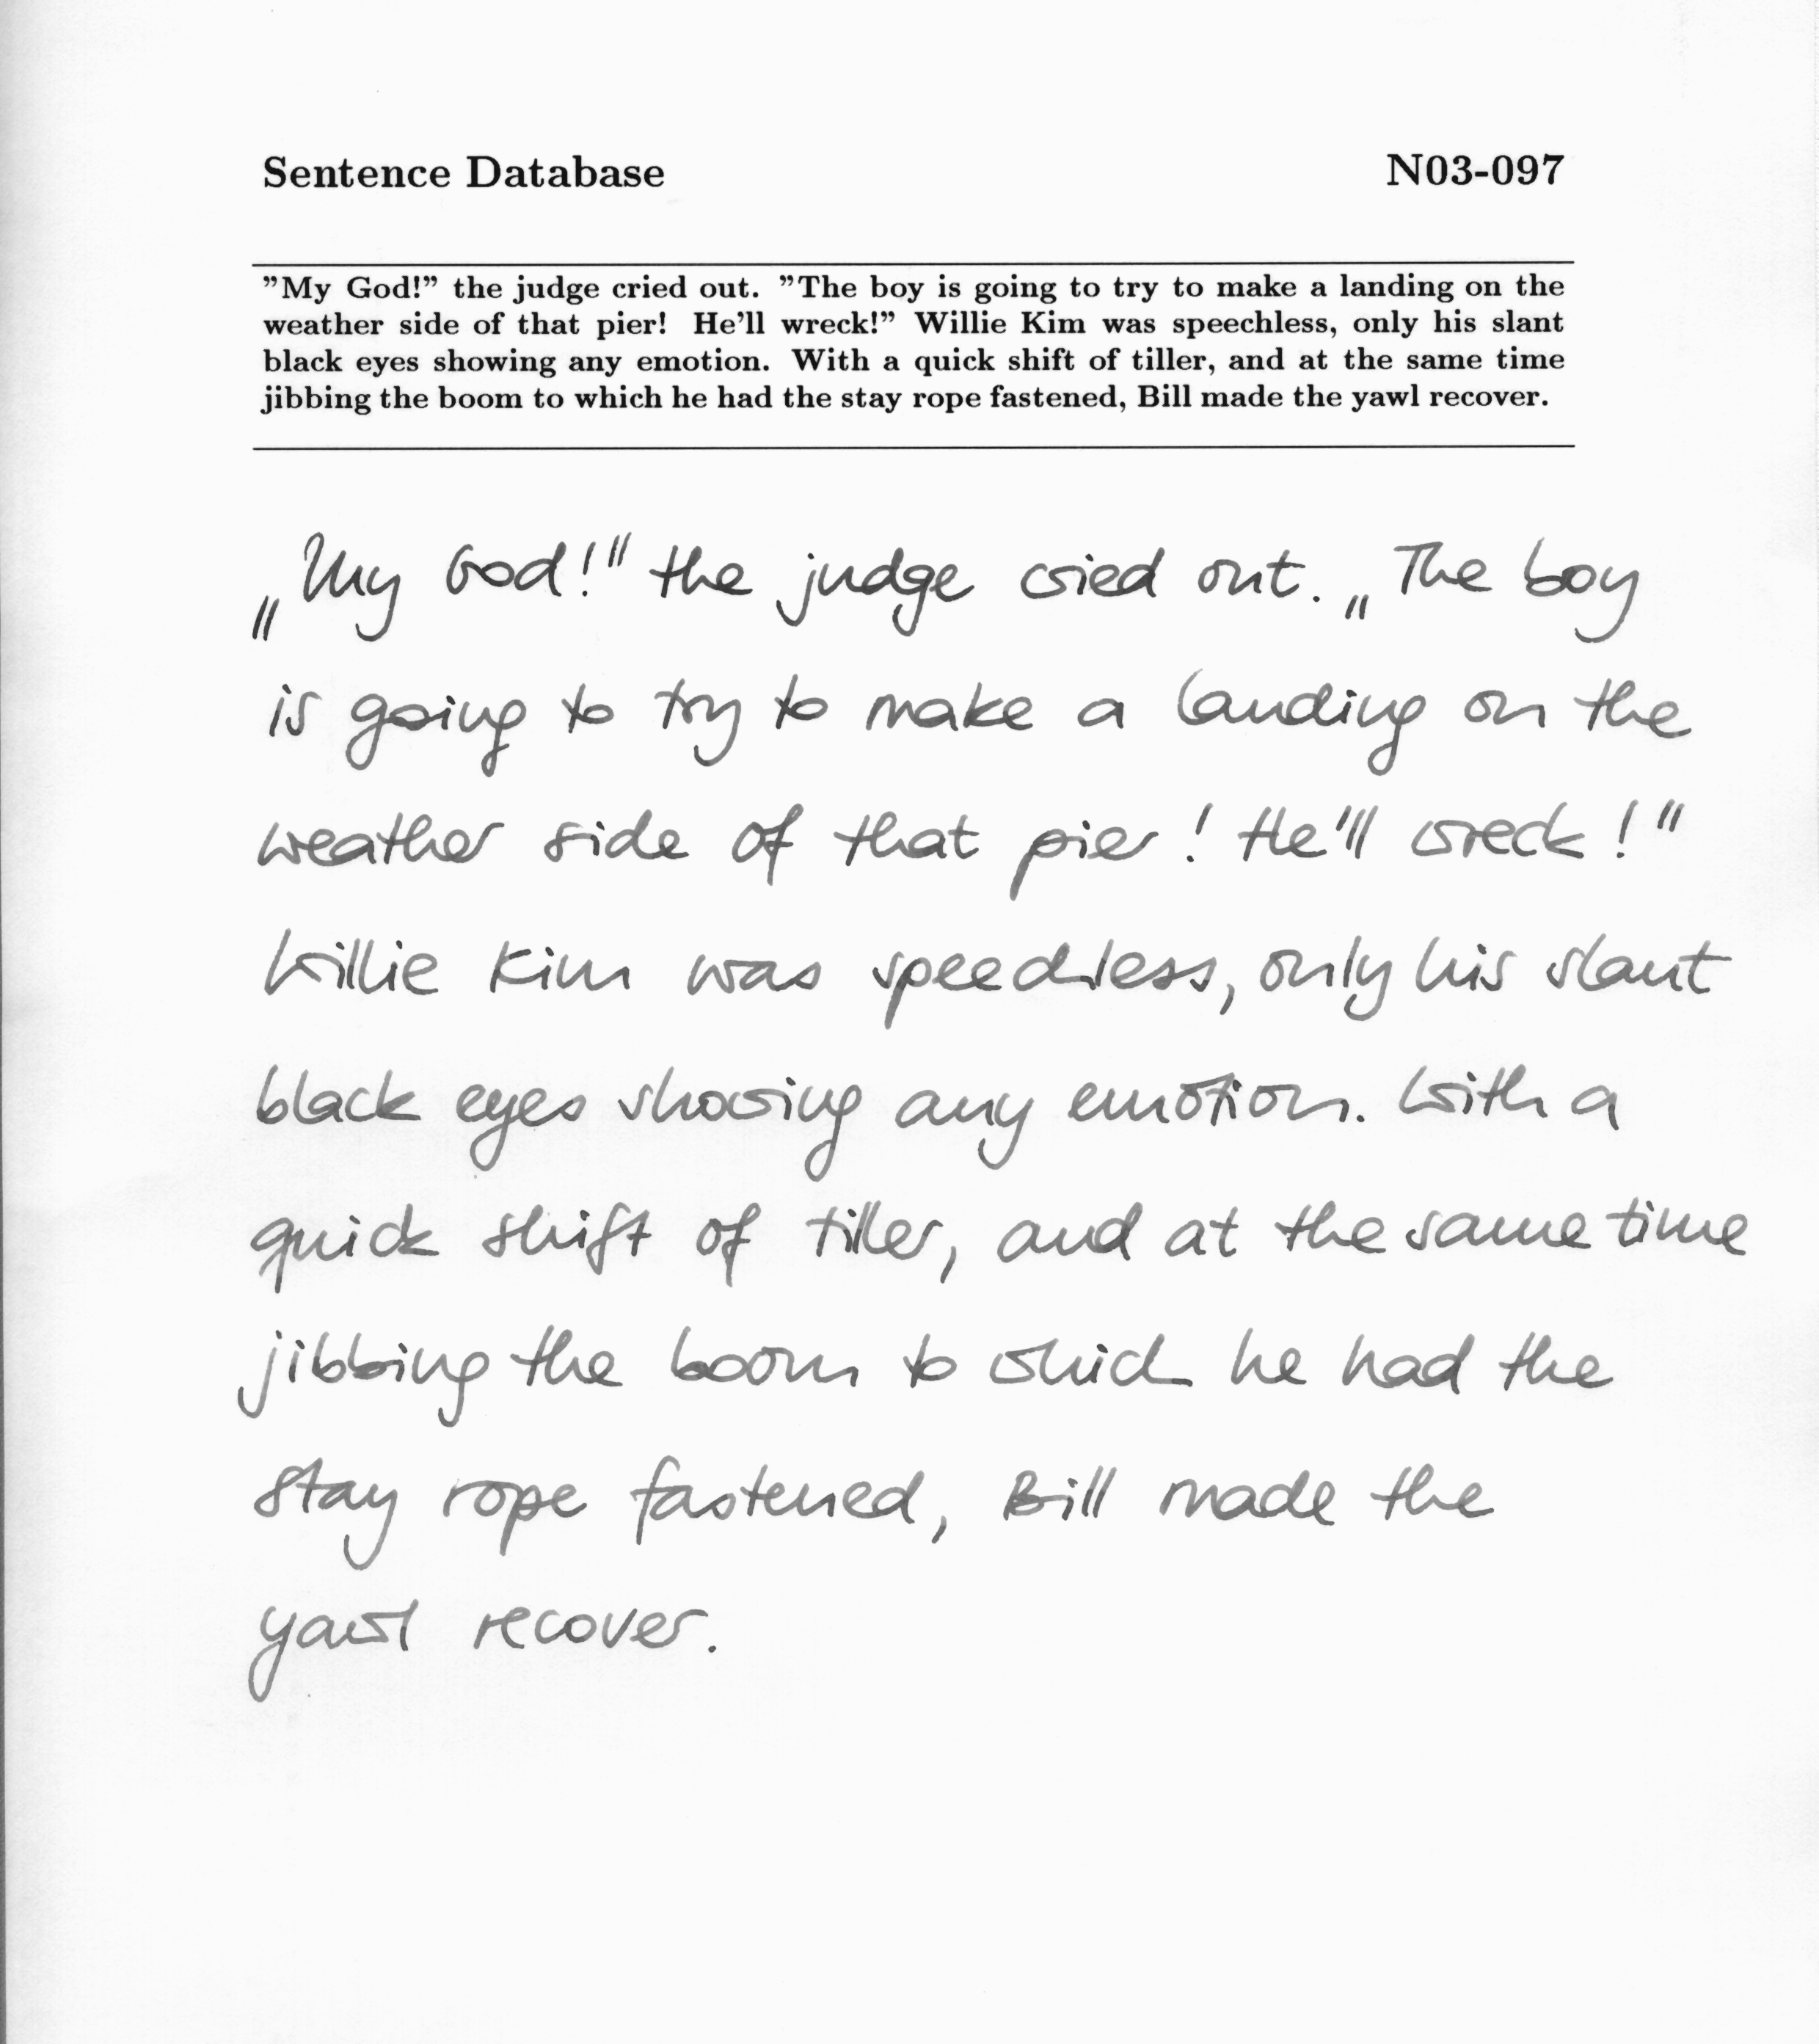 Sentence Database N03-097
”My God!” the judge cried out. ”The boy is going to try to make a landing on the
weather side of that pier! He’ll wreck!” Willie Kim was speechless, only his slant
black eyes showing any emotion. With a quick shift of tiller, and at the same time
jibbing the boom to which he had the stay rope fastened, Bill made the yawl recover.
„My God!" the judge cried out. „The boy
is going to try to make a landing on the
weather side of that pier! He'll wreck!"
Willie Kim was speechless, only his slant
black eyes showing any emotion. With a
quick shift of tiller, and at the same time
jibbing the boom to which he had the
stay rope fastened, Bill made the
yawl recover.